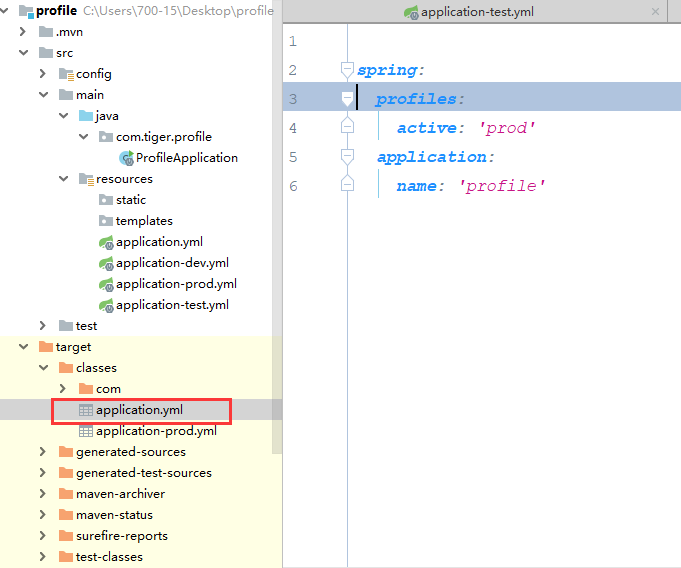 profile C:\Users\700-15\Desktop\profile
.mvn
src
config
main
java
com.tiger.profile
ProfileApplication
resources
static
templates
application.yml
application-dev.yml
application-prod.yml
application-test.yml
test
target
classes
com
application.yml
application-prod.yml
generated-sources
generated-test-sources
maven-archiver
maven-status
surefire-reports
test-classes
application-test.yml
1
2 spring:
3 profiles:
4 active: 'prod'
5 application:
6 name: 'profile'